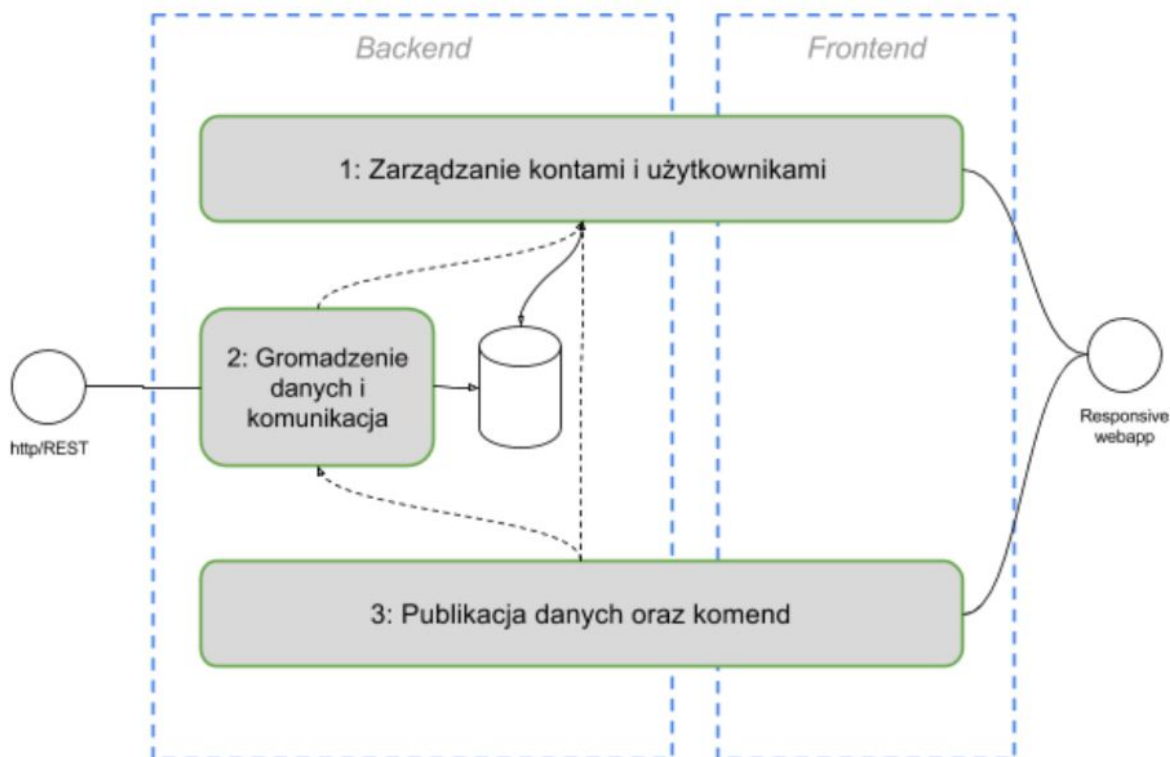 Backend
Frontend
1: Zarządzanie kontami i użytkownikami
2: Gromadzenie
danych i
komunikacja
http/REST
Responsive
webapp
3: Publikacja danych oraz komend